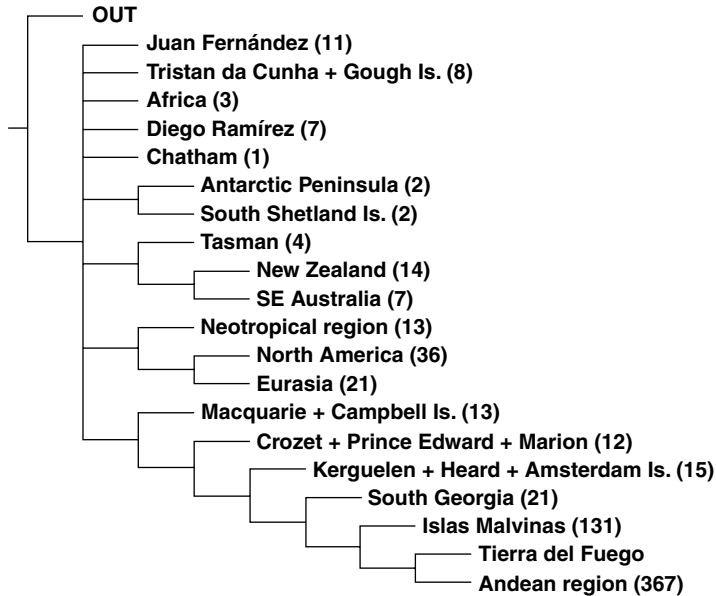 OUT
Juan Fernández (11)
Tristan da Cunha + Gough Is. (8)
Africa (3)
Diego Ramírez (7)
Chatham (1)
Antarctic Peninsula (2)
South Shetland Is. (2)
Tasman (4)
New Zealand (14)
SE Australia (7)
Neotropical region (13)
North America (36)
Eurasia (21)
Macquarie + Campbell Is. (13)
Crozet + Prince Edward + Marion (12)
Kerguelen + Heard + Amsterdam Is. (15)
South Georgia (21)
Islas Malvinas (131)
Tierra del Fuego
Andean region (367)